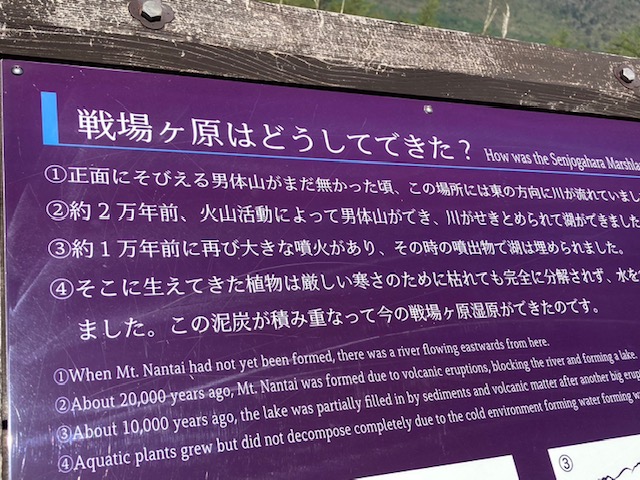 戦場ヶ原はどうしてできた？ How was the Senjogahara Marshla
①正面にそびえる男体山がまだ無かった頃、この場所には東の方向に川が流れていまし
②約2万年前、火山活動によって男体山ができ、川がせきとめられて湖ができました
③約1万年前に再び大きな噴火があり、その時の噴出物で湖は埋められました。
④そこに生えてきた植物は厳しい寒さのために枯れても完全に分解されず、水を
ました。この泥炭が積み重なって今の戦場ヶ原湿原ができたのです。
①When Mt. Nantai had not yet been formed, there was a river flowing eastwards from here.
②About 20,000 years ago, Mt. Nantai was formed due to volcanic eruptions, blocking the river and forming a lake.
③About 10,000 years ago, the lake was partially filled in by sediments and volcanic matter after another big erup
④Aquatic plants grew but did not decompose completely due to the cold environment forming water forming w
③